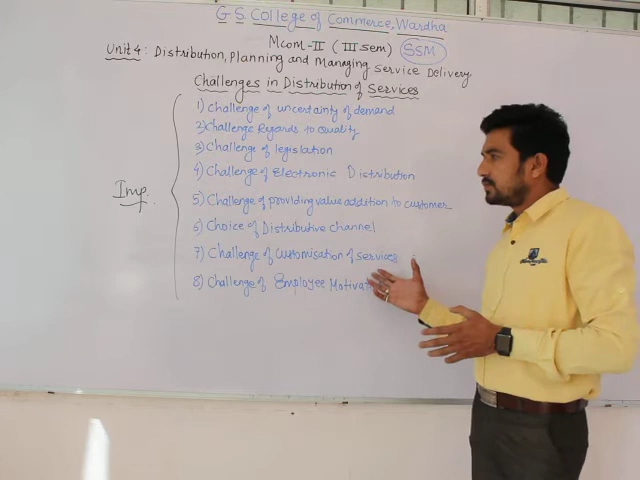 G.S. College of Commerce, Wardha
Mcom-II (III sem) SSM
Unit 4: Distribution, Planning and Managing Service Delivery
Challenges in Distribution of Services
Imp.
1) Challenge of uncertainty of demand
2) Challenge Regards to Quality
3) Challenge of legislation
4) Challenge of Electronic Distribution
5) Challenge of providing value addition to customer
6) Choice of Distributive Channel
7) Challenge of Customisation of services
8) Challenge of Employee Motivat